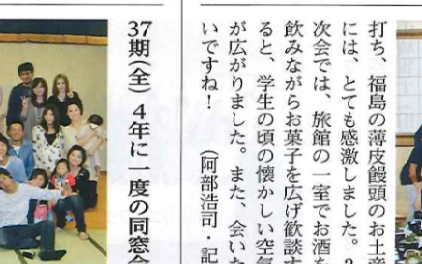 打ち、福島の薄皮饅頭のお土産
には、とても感激しました。2
次会では、旅館の一室でお酒を
飲みながらお菓子を広げ歓談す
ると、学生の頃の懐かしい空気
が広がりました。また、会いた
いですね！　（阿部浩司・記
37期（全）　4年に一度の同窓会